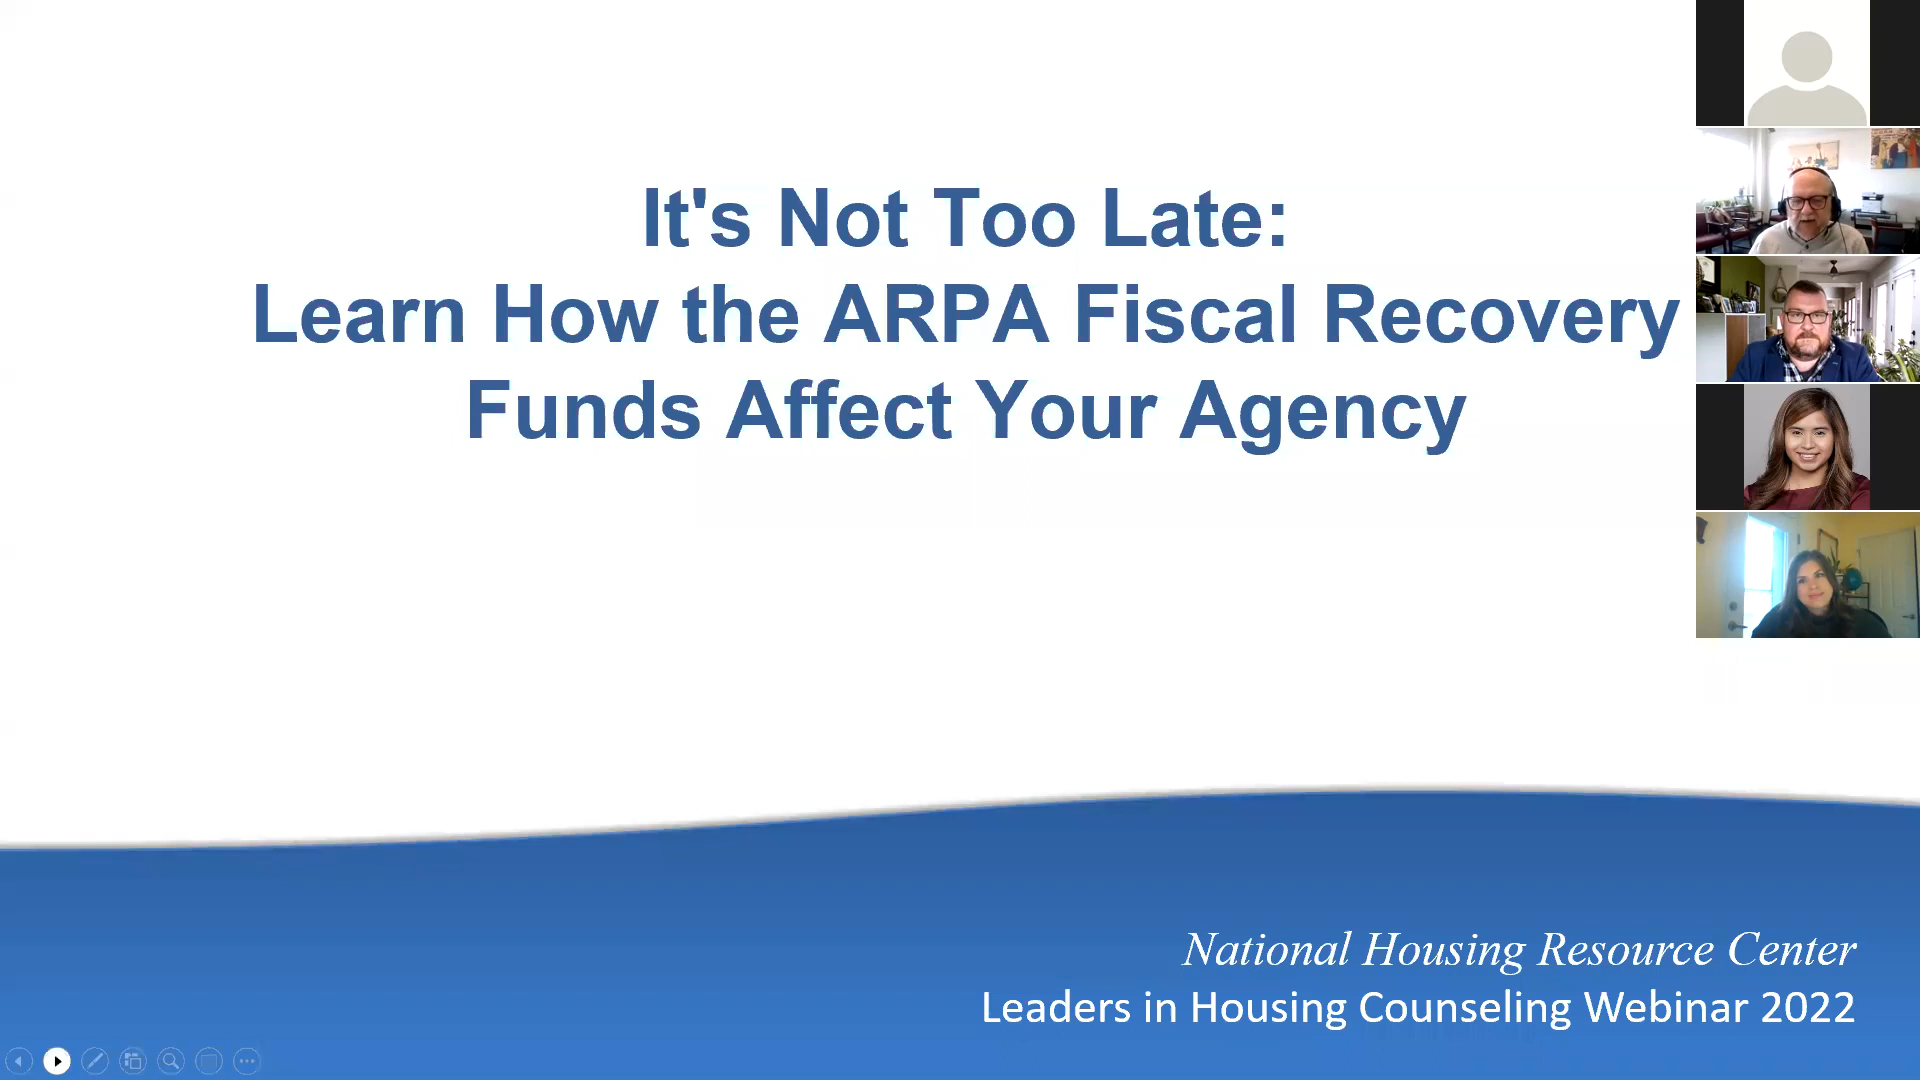 It's Not Too Late:
Learn How the ARPA Fiscal Recovery
Funds Affect Your Agency
National Housing Resource Center
Leaders in Housing Counseling Webinar 2022